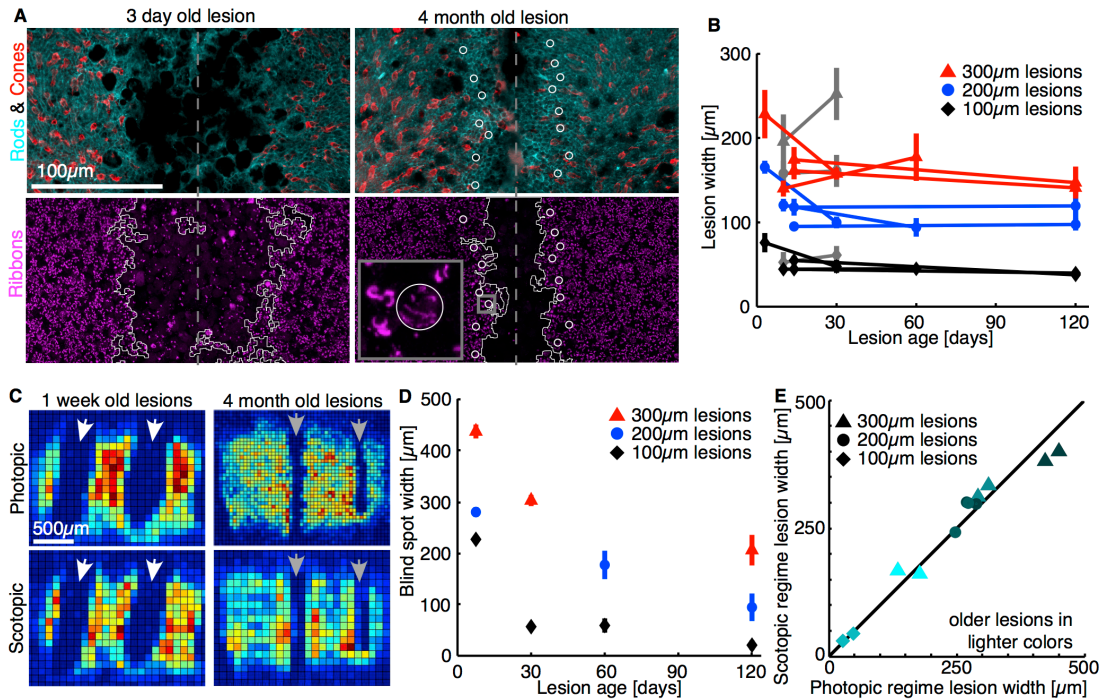 A
3 day old lesion
4 month old lesion
Rods & Cones
100µm
Ribbons
B
Lesion width [µm]
300
200
100
0
300µm lesions
200µm lesions
100µm lesions
0 30 60 90 120
Lesion age [days]
C
1 week old lesions
4 month old lesions
Photopic
500µm
Scotopic
D
Blind spot width [µm]
500
400
300
200
100
0
300µm lesions
200µm lesions
100µm lesions
0 30 60 90 120
Lesion age [days]
E
Scotopic regime lesion width [µm]
500
250
0
300µm lesions
200µm lesions
100µm lesions
older lesions in
lighter colors
0 250 500
Photopic regime lesion width [µm]